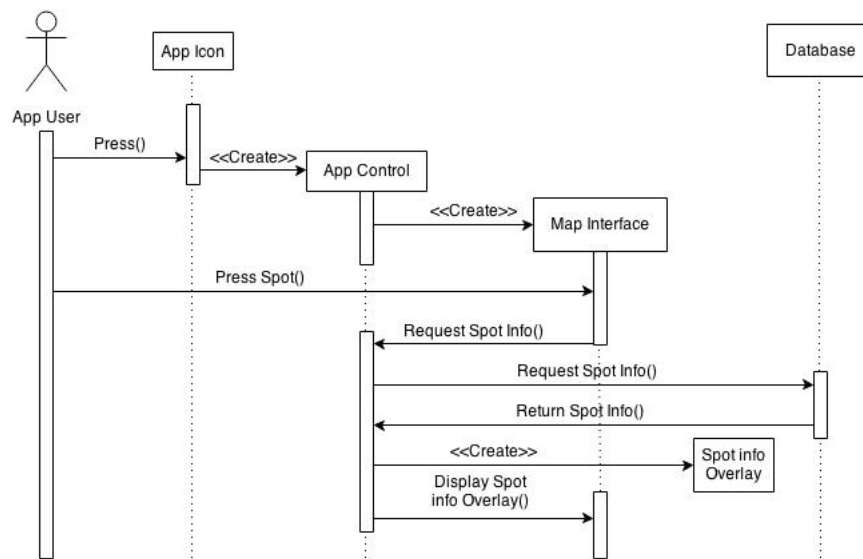 App Icon
Database
App User
Press()
<<Create>>
App Control
<<Create>>
Map Interface
Press Spot()
Request Spot Info()
Request Spot Info()
Return Spot Info()
<<Create>>
Spot info
Overlay
Display Spot
info Overlay()